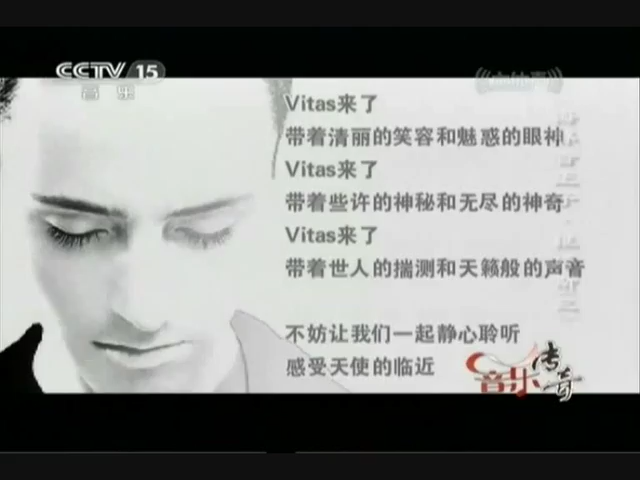 CCTV 15
音乐
Vitas来了
带着清丽的笑容和魅惑的眼神
Vitas来了
带着些许的神秘和无尽的神奇
Vitas来了
带着世人的揣测和天籁般的声音
不妨让我们一起静心聆听
感受天使的临近
音乐传奇